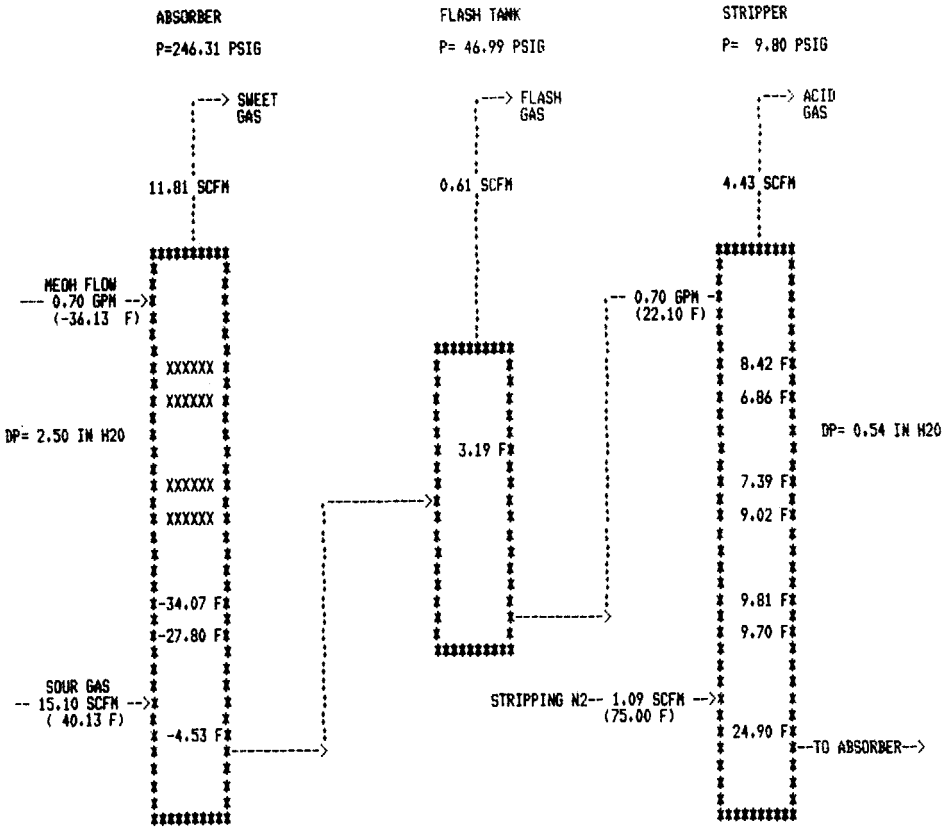 ABSORBER
P=246.31 PSIG
FLASH TANK
P= 46.99 PSIG
STRIPPER
P= 9.80 PSIG
SWEET
GAS
FLASH
GAS
ACID
GAS
11.81 SCFM
0.61 SCFM
4.43 SCFM
MEOH FLOW
0.70 GPM
(-36.13 F)
0.70 GPM
(22.10 F)
XXXXXX
XXXXXX
DP= 2.50 IN H2O
XXXXXX
XXXXXX
-34.07 F
-27.80 F
SOUR GAS
15.10 SCFM
( 40.13 F)
-4.53 F
3.19 F
8.42 F
6.86 F
DP= 0.54 IN H2O
7.39 F
9.02 F
9.81 F
9.70 F
STRIPPING N2-- 1.09 SCFM
(75.00 F)
24.90 F
--TO ABSORBER-->